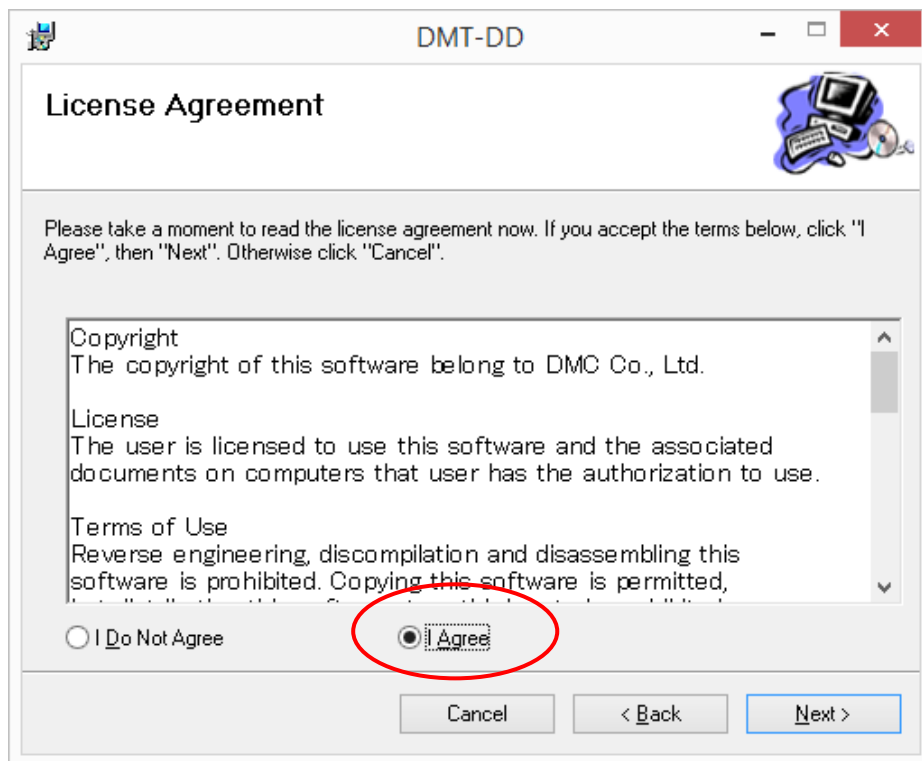 DMT-DD
License Agreement
Please take a moment to read the license agreement now. If you accept the terms below, click "I
Agree", then "Next". Otherwise click "Cancel".
Copyright
The copyright of this software belong to DMC Co., Ltd.
License
The user is licensed to use this software and the associated
documents on computers that user has the authorization to use.
Terms of Use
Reverse engineering, discompilation and disassembling this
software is prohibited. Copying this software is permitted,
I Do Not Agree
I Agree
Cancel
< Back
Next >